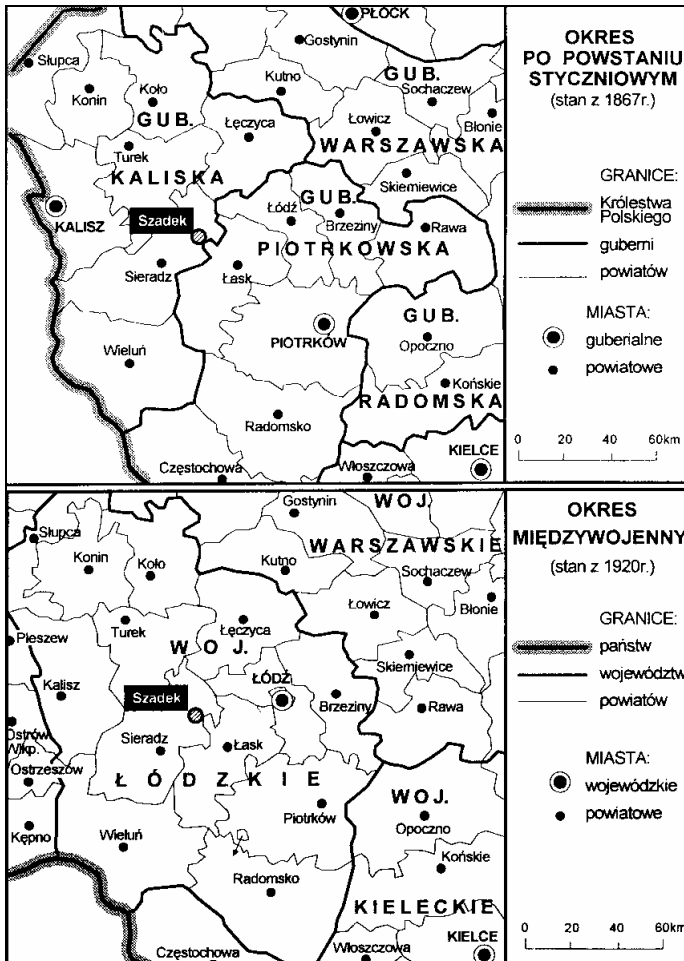 PŁOCK
Gostynin
Słupca
GUB.
Konin
Koło
Kutno
Sochaczew
GUB.
Łęczyca
Łowicz
Błonie
Turek
WARSZAWSKA
KALISKA
Skierniewice
GUB.
Łódź
KALISZ
Szadek
Brzeziny
Rawa
PIOTRKOWSKA
Sieradz
Łask
GUB.
PIOTRKÓW
Opoczno
Wieluń
Końskie
RADOMSKA
Radomsko
KIELCE
Częstochowa
Włoszczowa
OKRES
PO POWSTANIU
STYCZNIOWYM
(stan z 1867r.)
GRANICE:
Królestwa
Polskiego
guberni
powiatów
MIASTA:
guberialne
powiatowe
0 20 40 60km
Gostynin
WOJ.
Słupca
WARSZAWSKIE
Konin
Koło
Kutno
Sochaczew
Błonie
Łowicz
Turek
Łęczyca
Pleszew
WOJ.
Skierniewice
Kalisz
ŁÓDŹ
Szadek
Brzeziny
Rawa
Ostrów
Wlkp.
Sieradz
Łask
Ostrzeszów
ŁÓDZKIE
WOJ.
Piotrków
Opoczno
Kępno
Wieluń
Końskie
Radomsko
KIELECKIE
KIELCE
Częstochowa
Włoszczowa
OKRES
MIĘDZYWOJENNY
(stan z 1920r.)
GRANICE:
państw
województw
powiatów
MIASTA:
wojewódzkie
powiatowe
0 20 40 60km